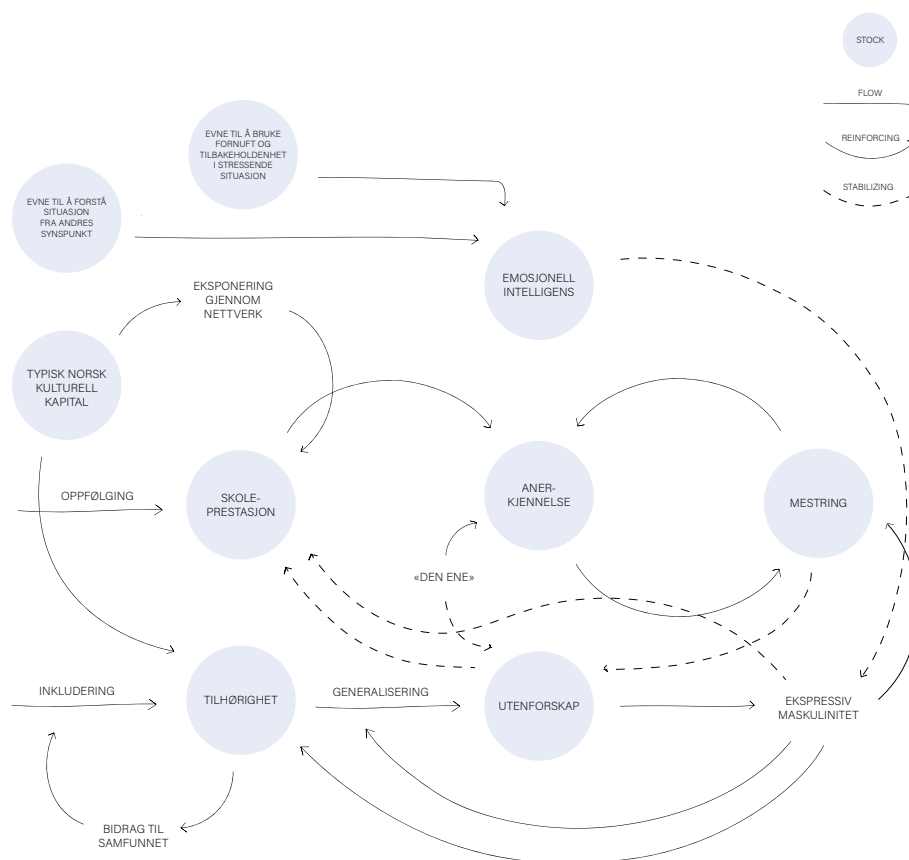 STOCK
FLOW
REINFORCING
STABILIZING
EVNE TIL Å BRUKE
FORNUFT OG
TILBAKEHOLDENHET
I STRESSENDE
SITUASJON
EVNE TIL Å FORSTÅ
SITUASJON
FRA ANDRES
SYNSPUNKT
EMOSJONELL
INTELLIGENS
EKSPONERING
GJENNOM
NETTVERK
TYPISK NORSK
KULTURELL
KAPITAL
OPPFØLGING
SKOLE-
PRESTASJON
ANER-
KJENNELSE
MESTRING
«DEN ENE»
INKLUDERING
TILHØRIGHET
GENERALISERING
UTENFORSKAP
EKSPRESSIV
MASKULINITET
BIDRAG TIL
SAMFUNNET